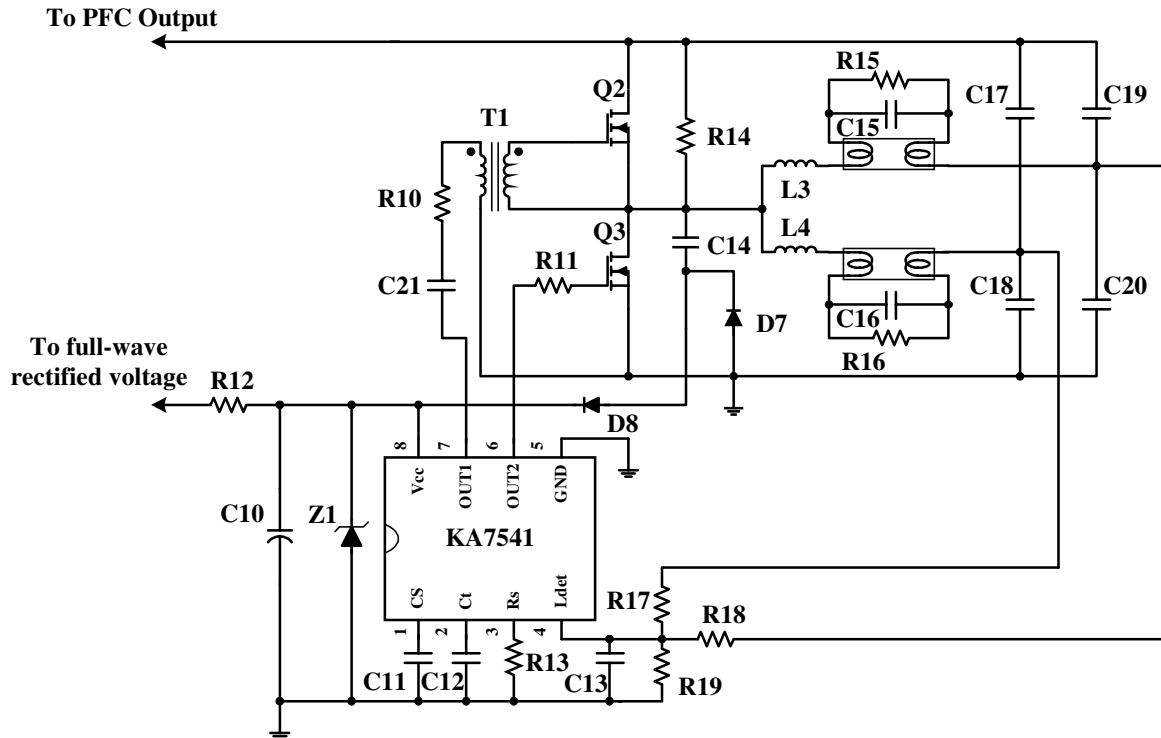 To PFC Output
R15
Q2
C17
C19
T1
C15
R14
R10
L3
Q3
L4
C14
R11
C21
C18
C20
D7
C16
To full-wave
rectified voltage
R12
R16
D8
8
7
6
5
Vcc
OUT1
OUT2
GND
C10
Z1
KA7541
CS
Ct
Rs
Ldet
R17
R18
1
2
3
4
R13
C11
C12
C13
R19